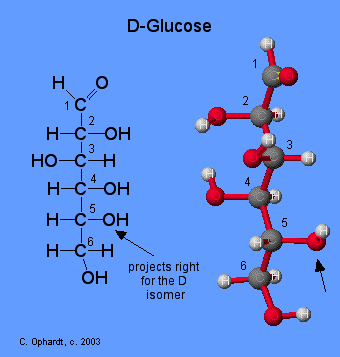 D-Glucose
H O
1 C
2
H C OH
3
HO C H
4
H C OH
5
H C OH
6
H C H
OH
projects right
for the D
isomer
H
1 C O
2
O C H
H
H 3
O C H
H
O 4
C H
5
H C O H
6
H C H
O H
C. Ophardt, c. 2003